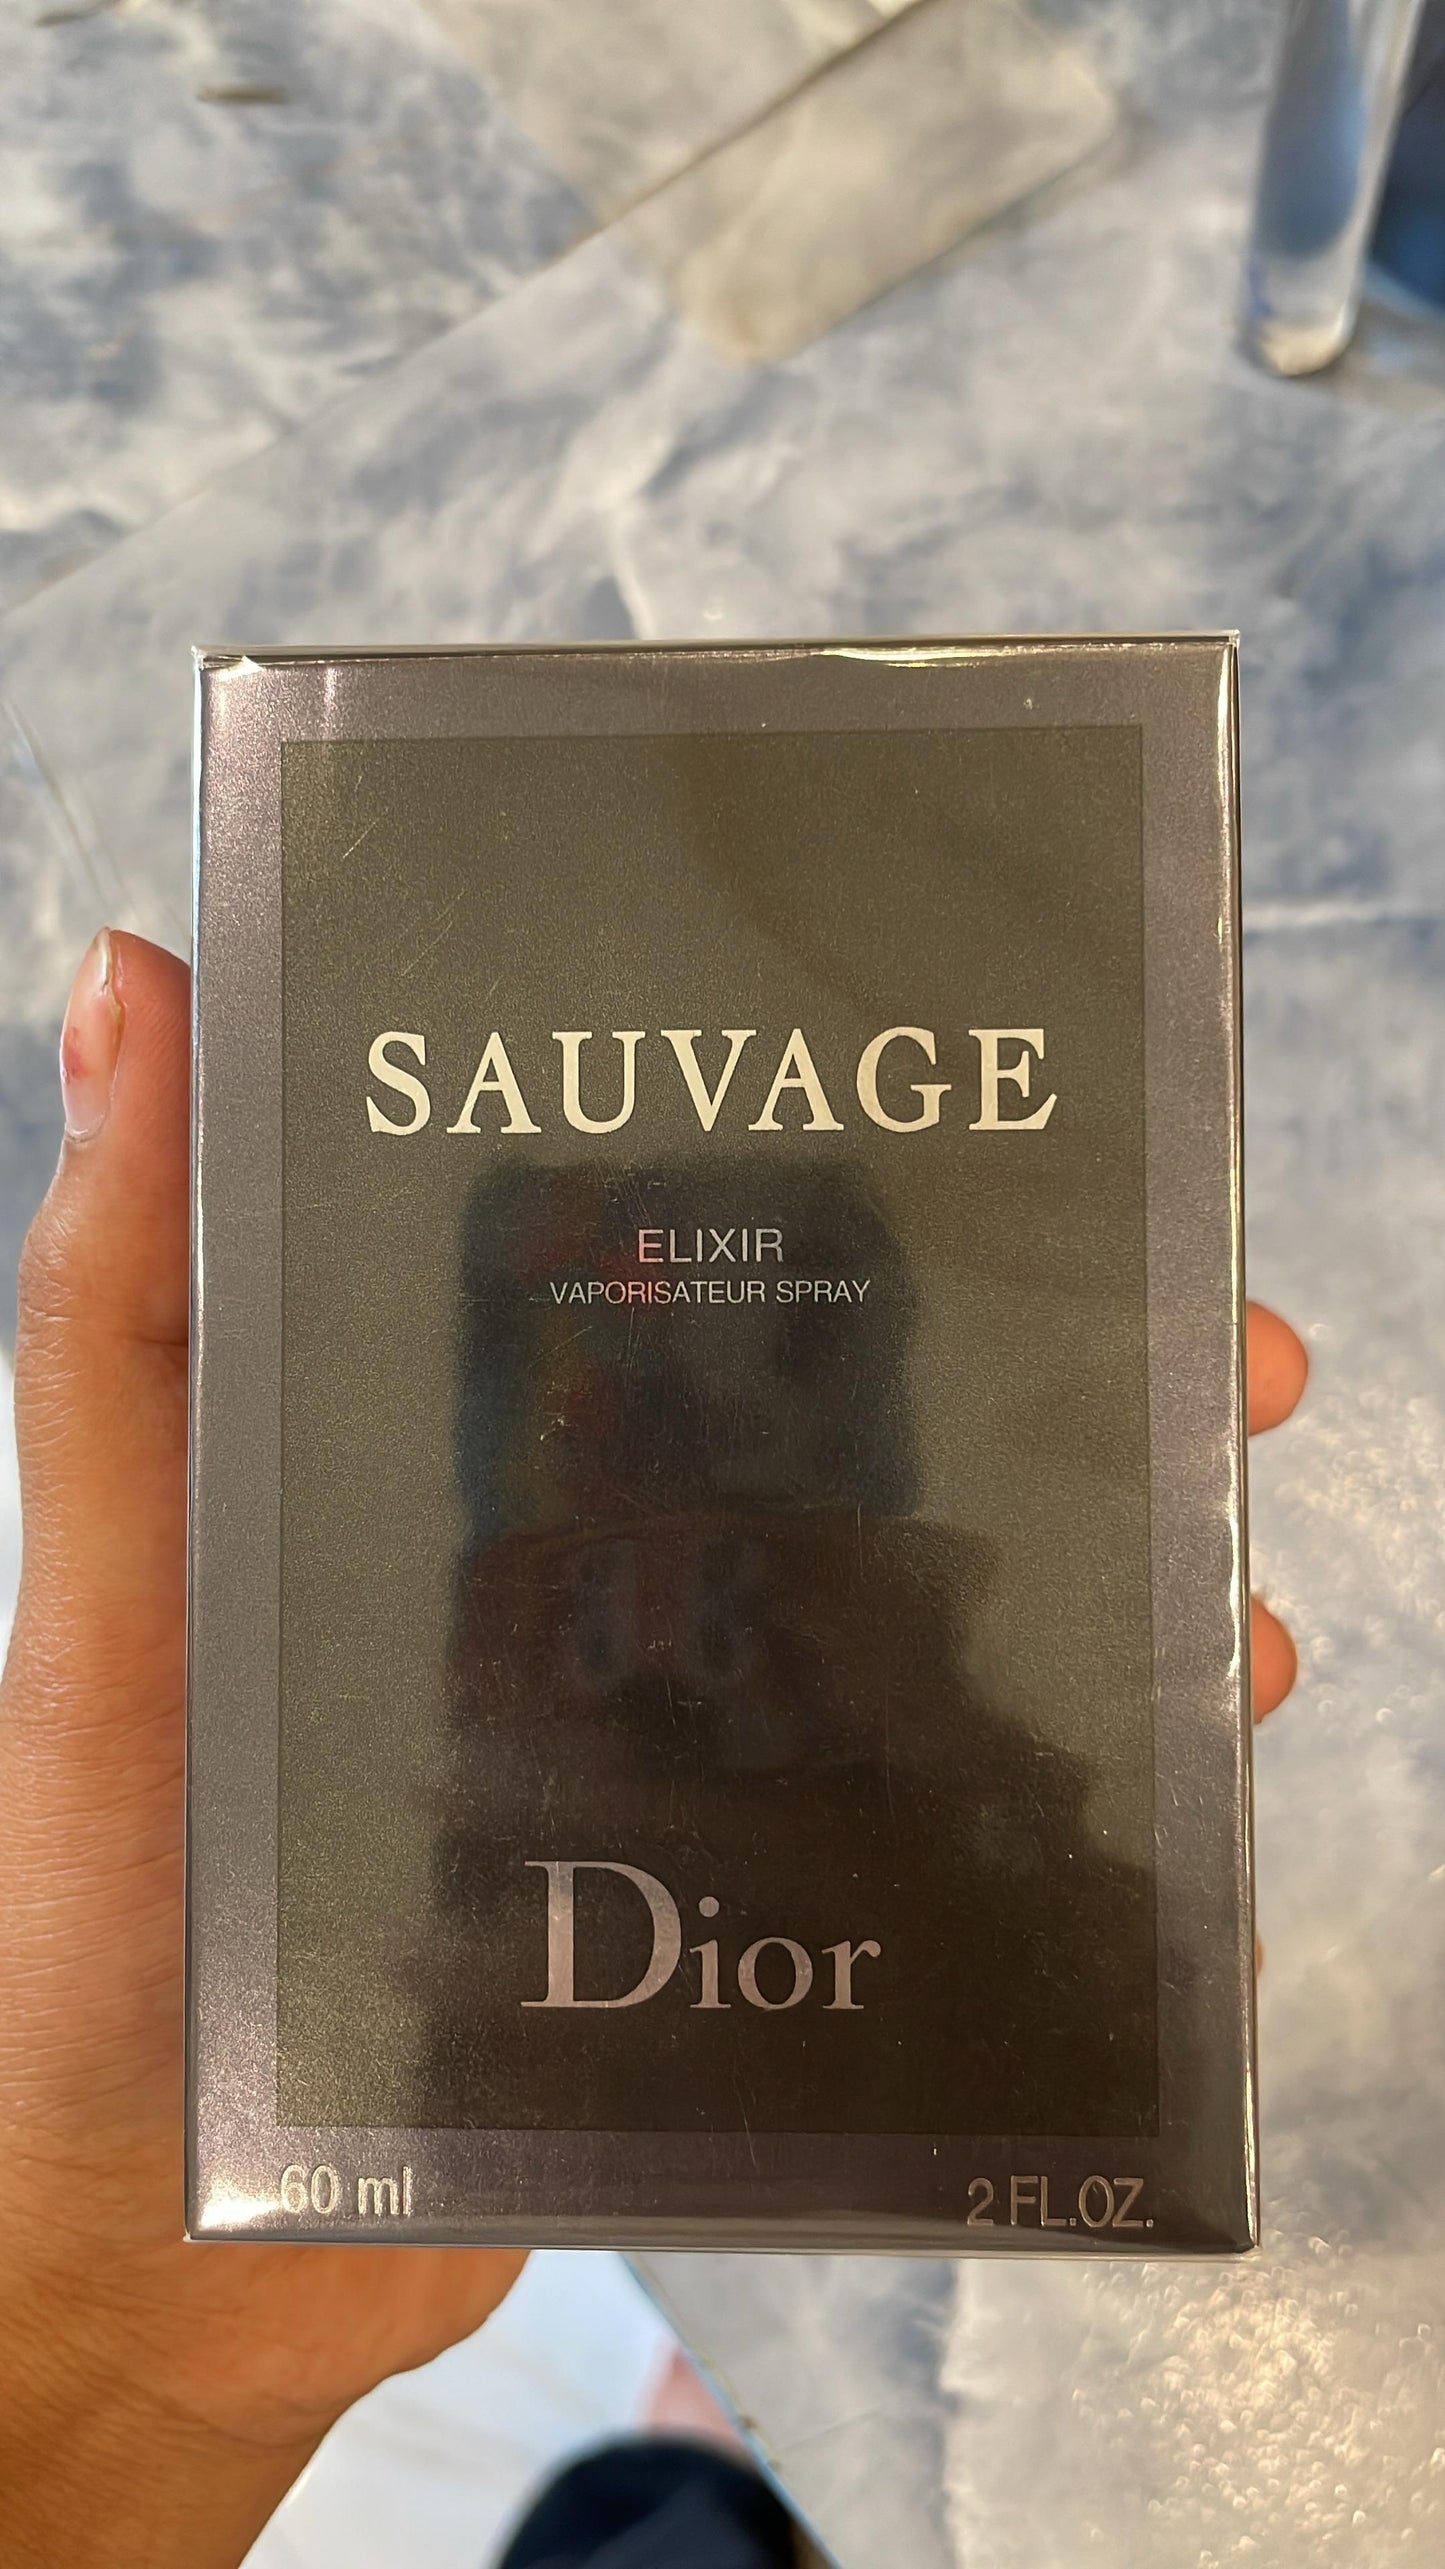 SAUVAGE
ELIXIR
VAPORISATEUR SPRAY
Dior
60 ml
2 FL.OZ.